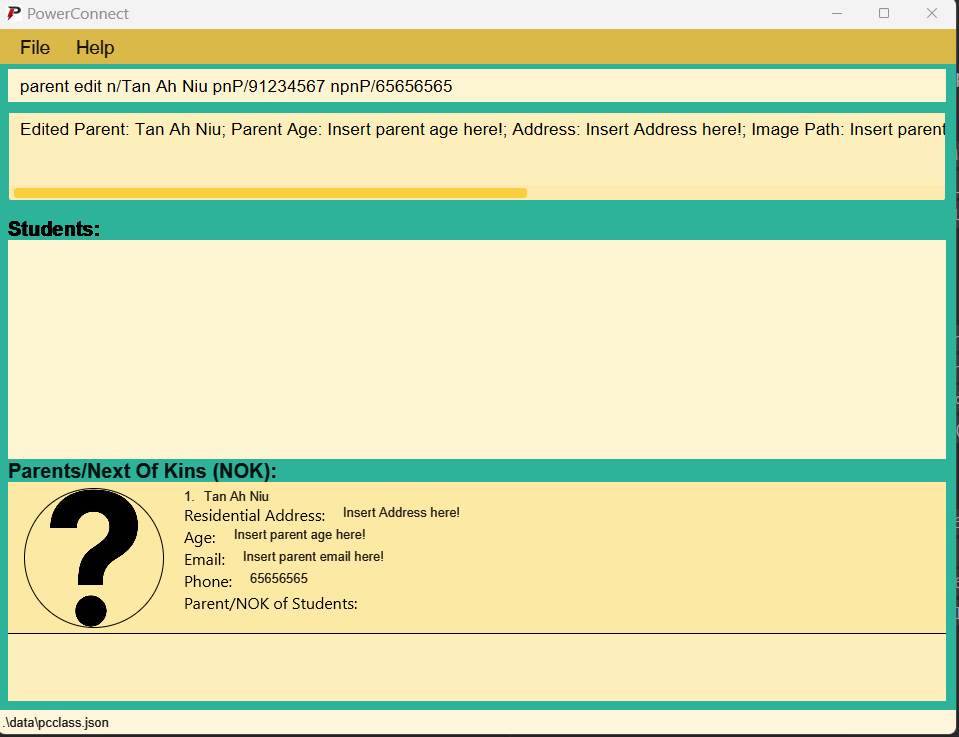 PowerConnect
File Help
parent edit n/Tan Ah Niu pnP/91234567 npnP/65656565
Edited Parent: Tan Ah Niu; Parent Age: Insert parent age here!; Address: Insert Address here!; Image Path: Insert parent
Students:
Parents/Next Of Kins (NOK):
1. Tan Ah Niu
Residential Address: Insert Address here!
Age: Insert parent age here!
Email: Insert parent email here!
Phone: 65656565
Parent/NOK of Students:
.\data\pcclass.json